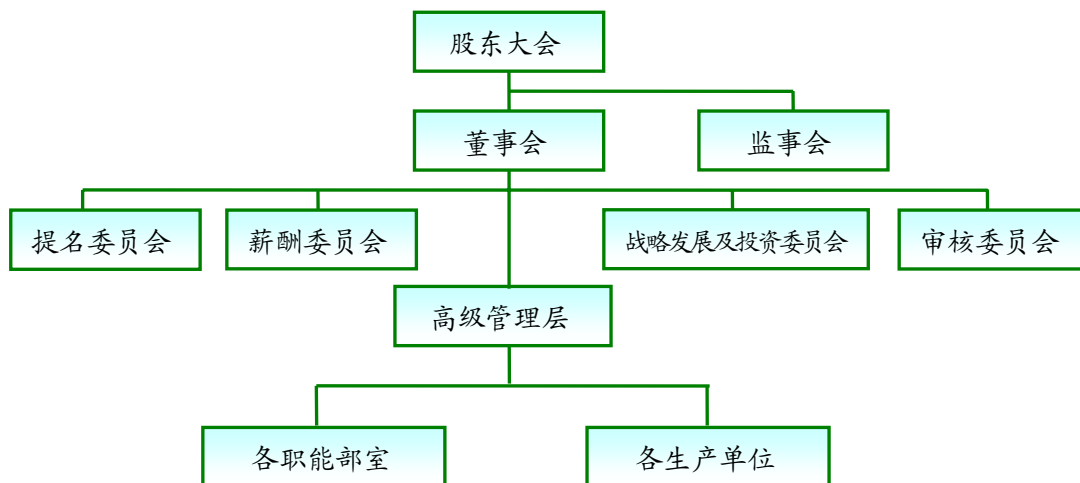 股东大会
董事会
监事会
提名委员会
薪酬委员会
战略发展及投资委员会
审核委员会
高级管理层
各职能部室
各生产单位